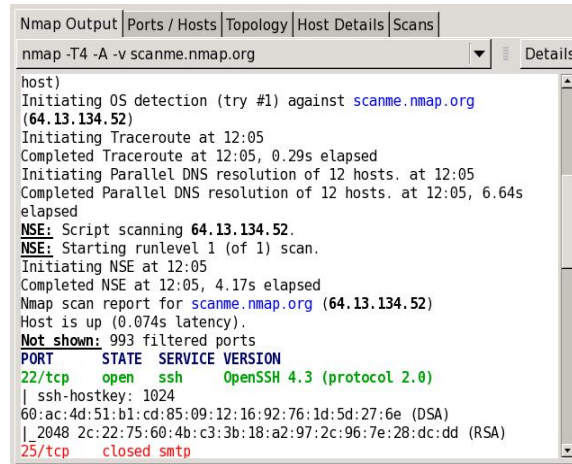 Nmap Output Ports / Hosts Topology Host Details Scans
nmap -T4 -A -v scanme.nmap.org Details
host)
Initiating OS detection (try #1) against scanme.nmap.org
(64.13.134.52)
Initiating Traceroute at 12:05
Completed Traceroute at 12:05, 0.29s elapsed
Initiating Parallel DNS resolution of 12 hosts. at 12:05
Completed Parallel DNS resolution of 12 hosts. at 12:05, 6.64s
elapsed
NSE: Script scanning 64.13.134.52.
NSE: Starting runlevel 1 (of 1) scan.
Initiating NSE at 12:05
Completed NSE at 12:05, 4.17s elapsed
Nmap scan report for scanme.nmap.org (64.13.134.52)
Host is up (0.074s latency).
Not shown: 993 filtered ports
PORT STATE SERVICE VERSION
22/tcp open ssh OpenSSH 4.3 (protocol 2.0)
| ssh-hostkey: 1024
60:ac:4d:51:b1:cd:85:09:12:16:92:76:1d:5d:27:6e (DSA)
|_2048 2c:22:75:60:4b:c3:3b:18:a2:97:2c:96:7e:28:dc:dd (RSA)
25/tcp closed smtp